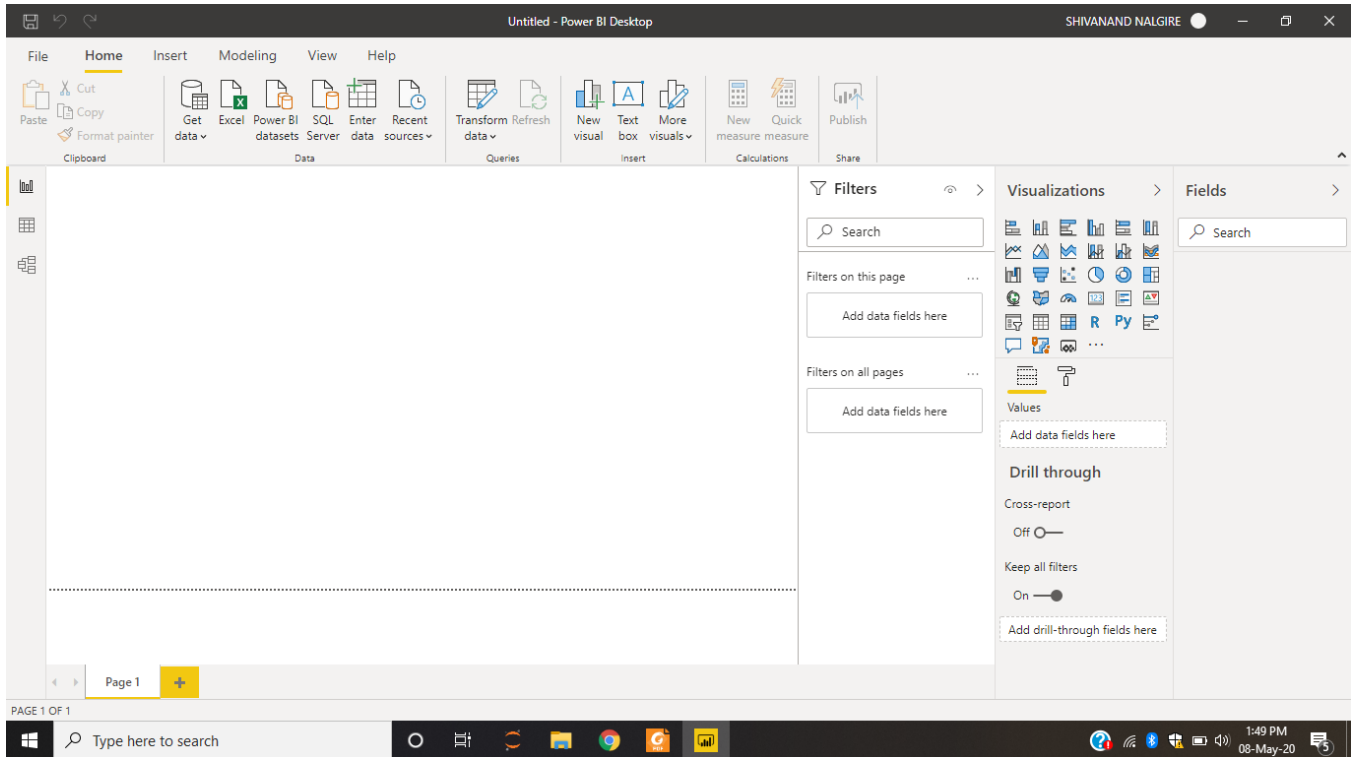 Untitled - Power BI Desktop
SHIVANAND NALGIRE
File Home Insert Modeling View Help
Paste
Cut
Copy
Format painter
Clipboard
Get data
Excel
Power BI datasets
SQL Server
Enter data
Recent sources
Data
Transform data
Refresh
Queries
New visual
Text box
More visuals
Insert
New measure
Quick measure
Calculations
Publish
Share
Filters
Search
Filters on this page ...
Add data fields here
Filters on all pages ...
Add data fields here
Visualizations
123
R Py
...
Values
Add data fields here
Drill through
Cross-report
Off
Keep all filters
On
Add drill-through fields here
Fields
Search
Page 1 +
PAGE 1 OF 1
Type here to search
1:49 PM
08-May-20
5